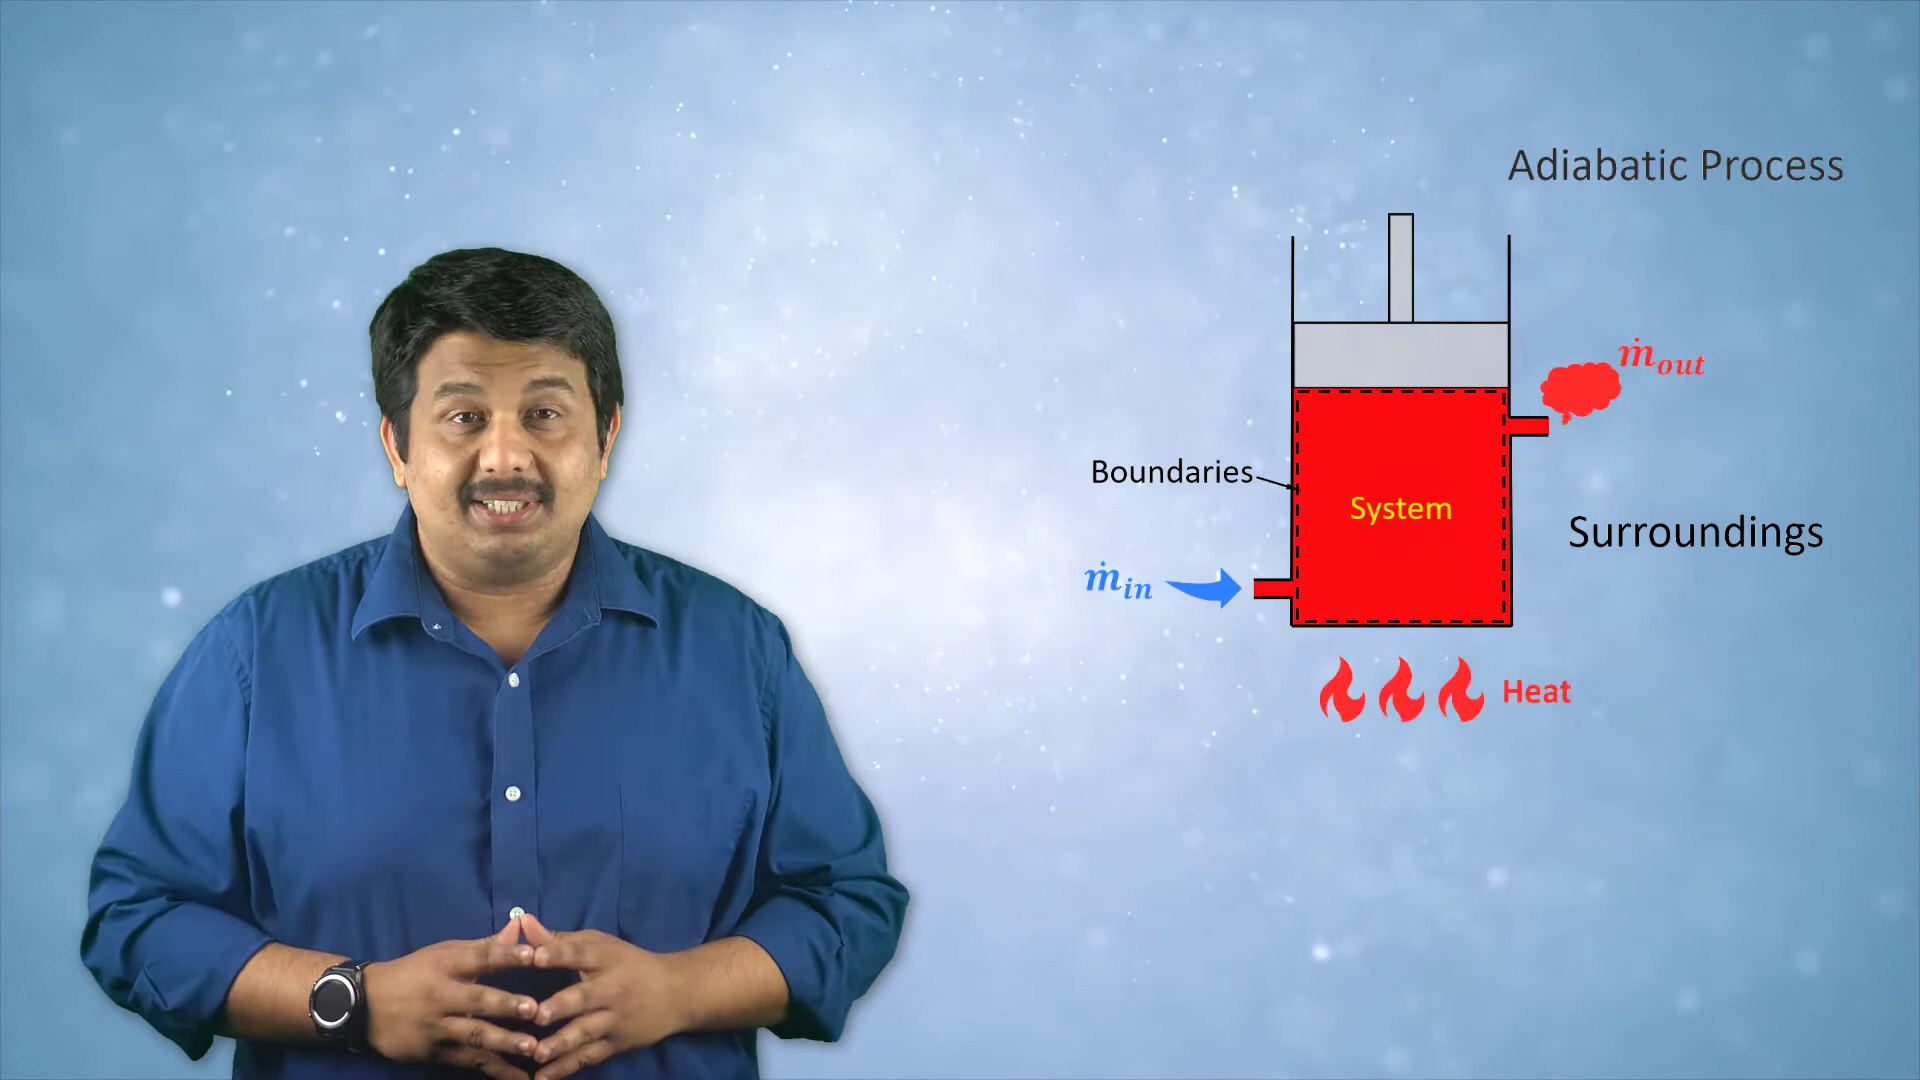 Adiabatic Process
ṁout
Boundaries
System
Surroundings
ṁin
Heat